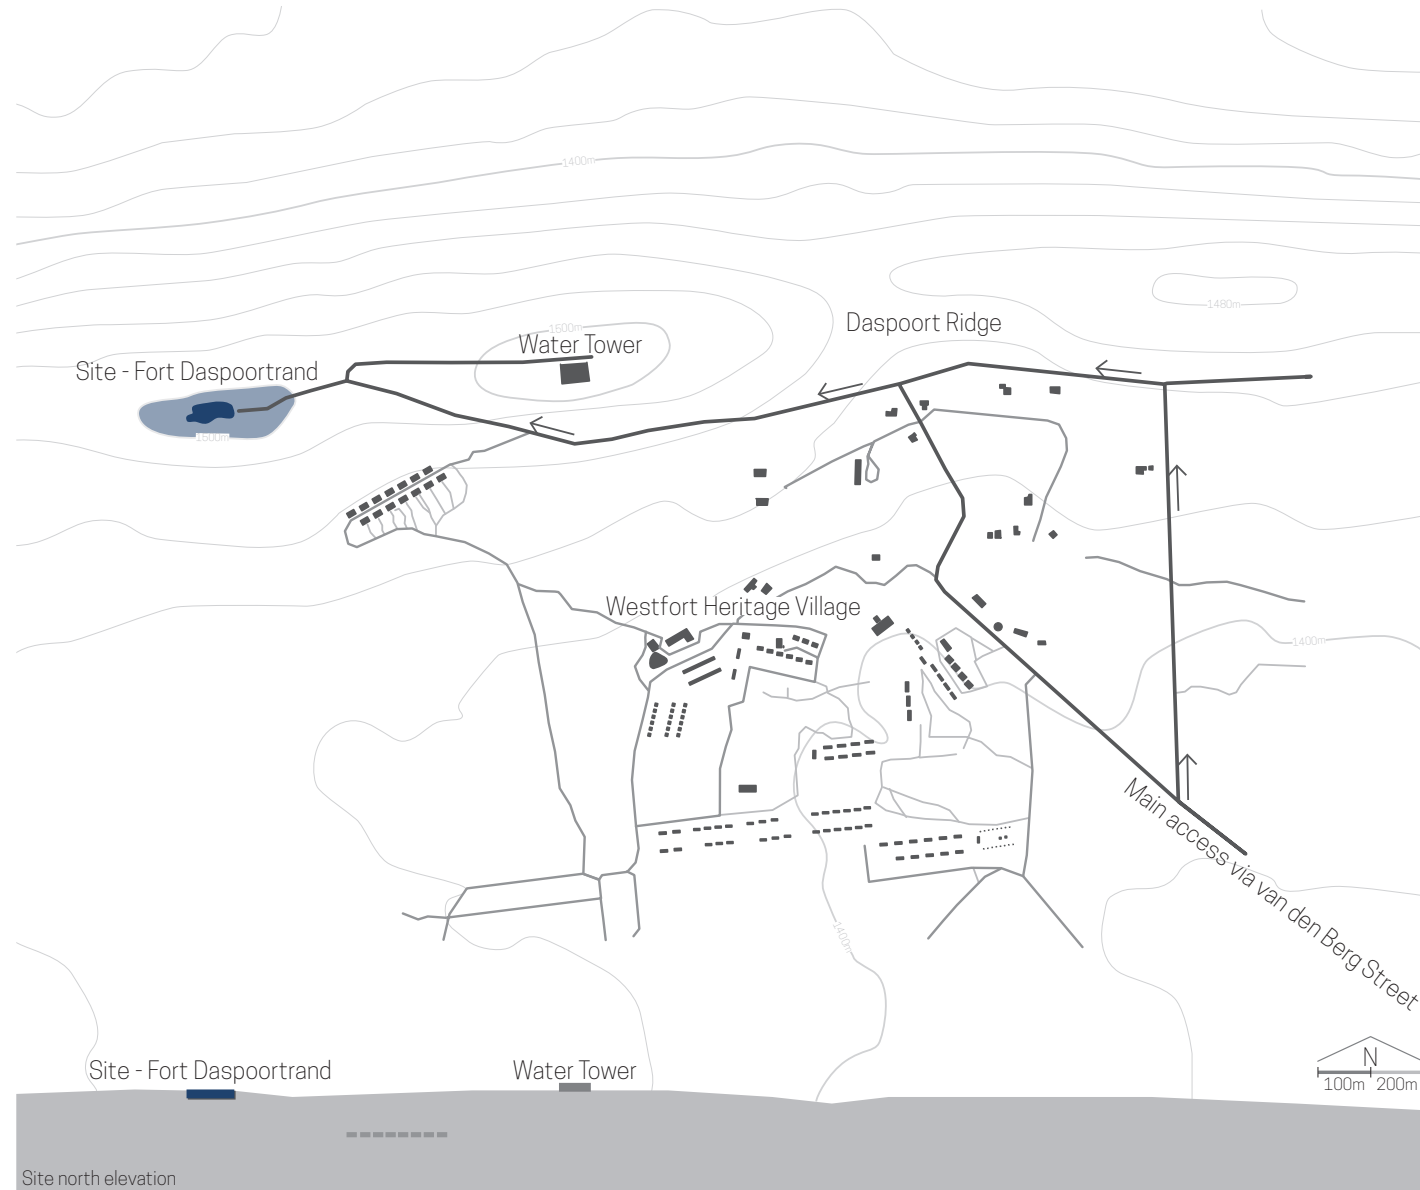 1400m
1480m
Daspoort Ridge
1500m
Water Tower
Site - Fort Daspoortrand
1500m
Westfort Heritage Village
1400m
Main access via van den Berg Street
1400m
N
100m 200m
Site - Fort Daspoortrand
Water Tower
Site north elevation